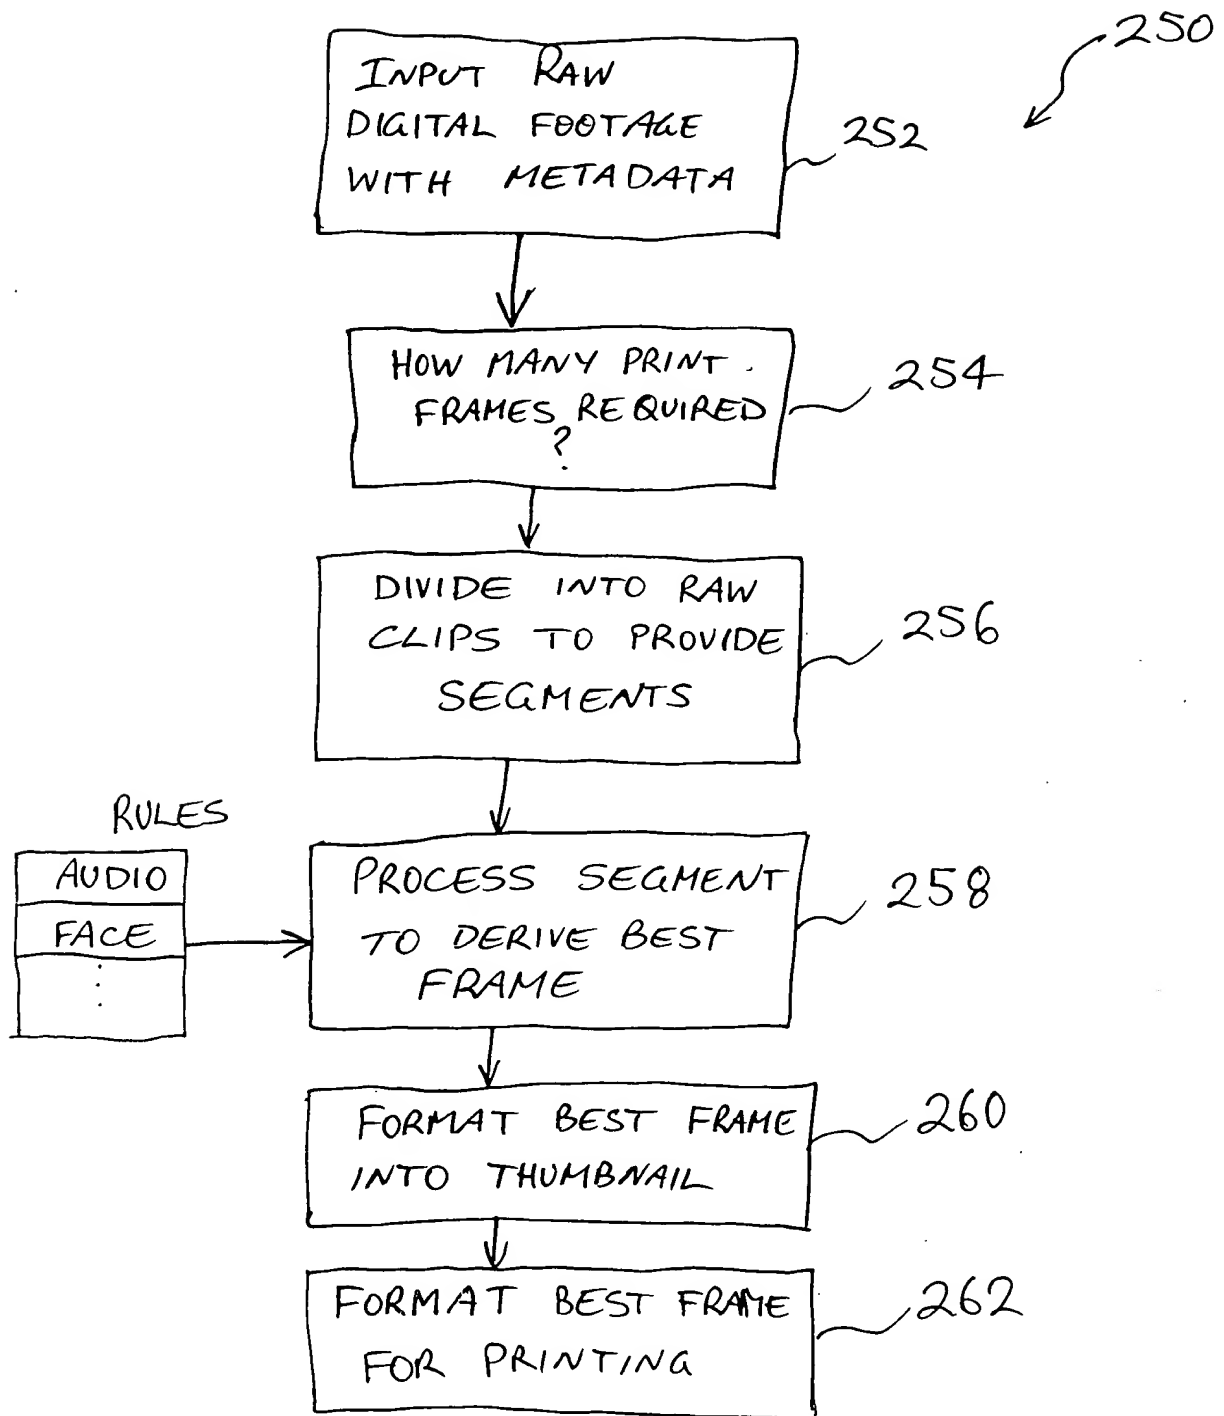 250
INPUT RAW
DIGITAL FOOTAGE
WITH METADATA
252
HOW MANY PRINT
FRAMES REQUIRED
?
254
DIVIDE INTO RAW
CLIPS TO PROVIDE
SEGMENTS
256
RULES
AUDIO
FACE
PROCESS SEGMENT
TO DERIVE BEST
FRAME
258
FORMAT BEST FRAME
INTO THUMBNAIL
260
FORMAT BEST FRAME
FOR PRINTING
262